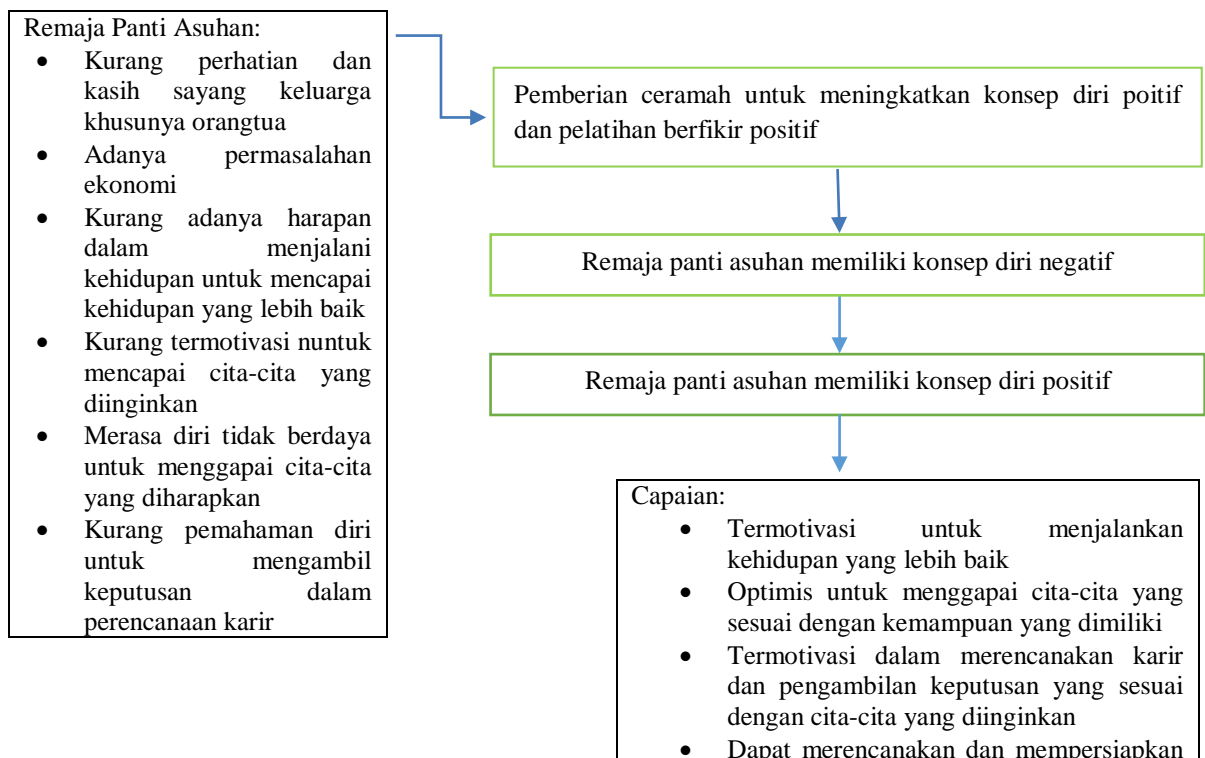 Remaja Panti Asuhan:
• Kurang perhatian dan
kasih sayang keluarga
khusunya orangtua
• Adanya permasalahan
ekonomi
• Kurang adanya harapan
dalam menjalani
kehidupan untuk mencapai
kehidupan yang lebih baik
• Kurang termotivasi nuntuk
mencapai cita-cita yang
diinginkan
• Merasa diri tidak berdaya
untuk menggapai cita-cita
yang diharapkan
• Kurang pemahaman diri
untuk mengambil
keputusan dalam
perencanaan karir
Pemberian ceramah untuk meningkatkan konsep diri poitif
dan pelatihan berfikir positif
Remaja panti asuhan memiliki konsep diri negatif
Remaja panti asuhan memiliki konsep diri positif
Capaian:
• Termotivasi untuk menjalankan
kehidupan yang lebih baik
• Optimis untuk menggapai cita-cita yang
sesuai dengan kemampuan yang dimiliki
• Termotivasi dalam merencanakan karir
dan pengambilan keputusan yang sesuai
dengan cita-cita yang diinginkan
• Dapat merencanakan dan mempersiapkan